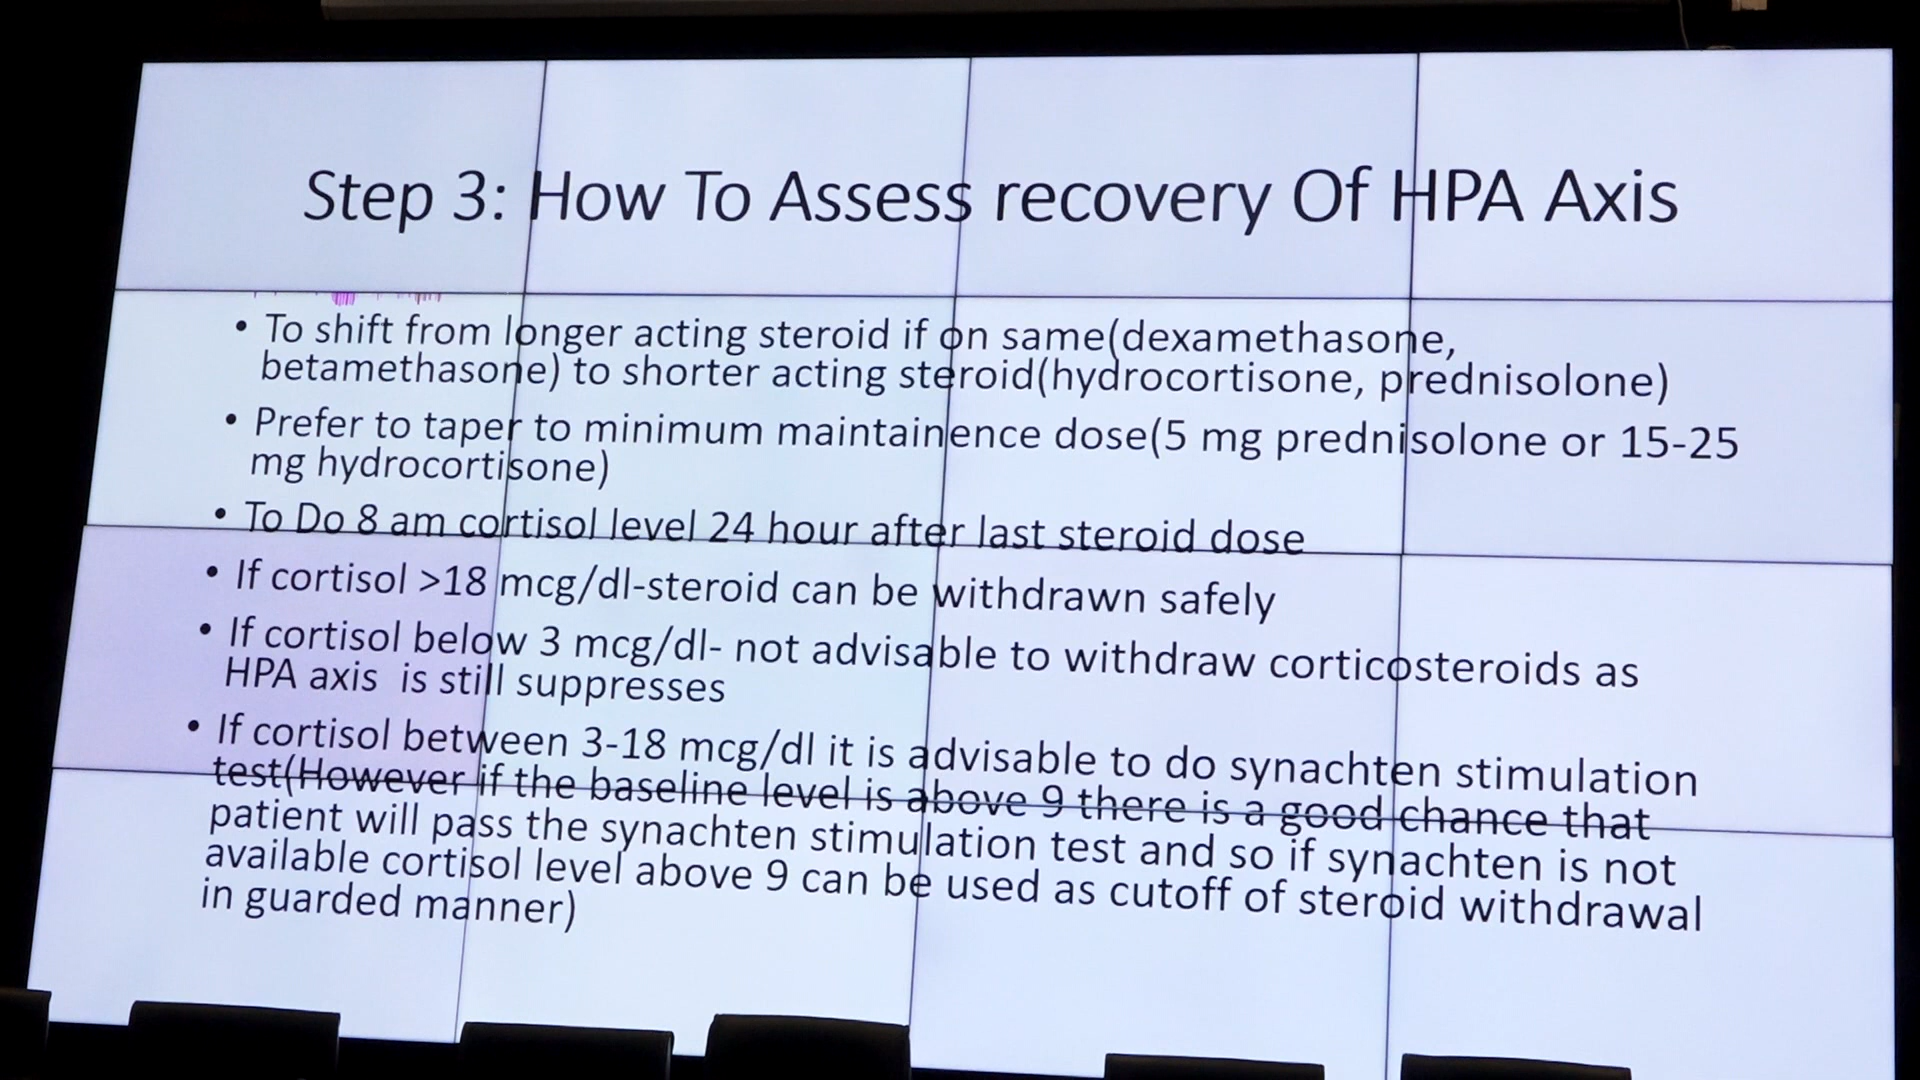 Step 3: How To Assess recovery Of HPA Axis
• To shift from longer acting steroid if on same(dexamethasone,
betamethasone) to shorter acting steroid(hydrocortisone, prednisolone)
• Prefer to taper to minimum maintainence dose(5 mg prednisolone or 15-25
mg hydrocortisone)
• To Do 8 am cortisol level 24 hour after last steroid dose
• If cortisol >18 mcg/dl-steroid can be withdrawn safely
• If cortisol below 3 mcg/dl- not advisable to withdraw corticosteroids as
HPA axis is still suppresses
• If cortisol between 3-18 mcg/dl it is advisable to do synachten stimulation
test(However if the baseline level is above 9 there is a good chance that
patient will pass the synachten stimulation test and so if synachten is not
available cortisol level above 9 can be used as cutoff of steroid withdrawal
in guarded manner)